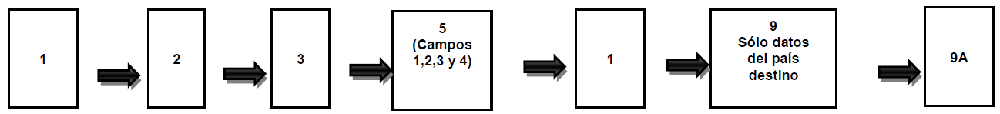 1
2
3
5
(Campos
1,2,3 y 4)
1
9
Sólo datos
del país
destino
9A